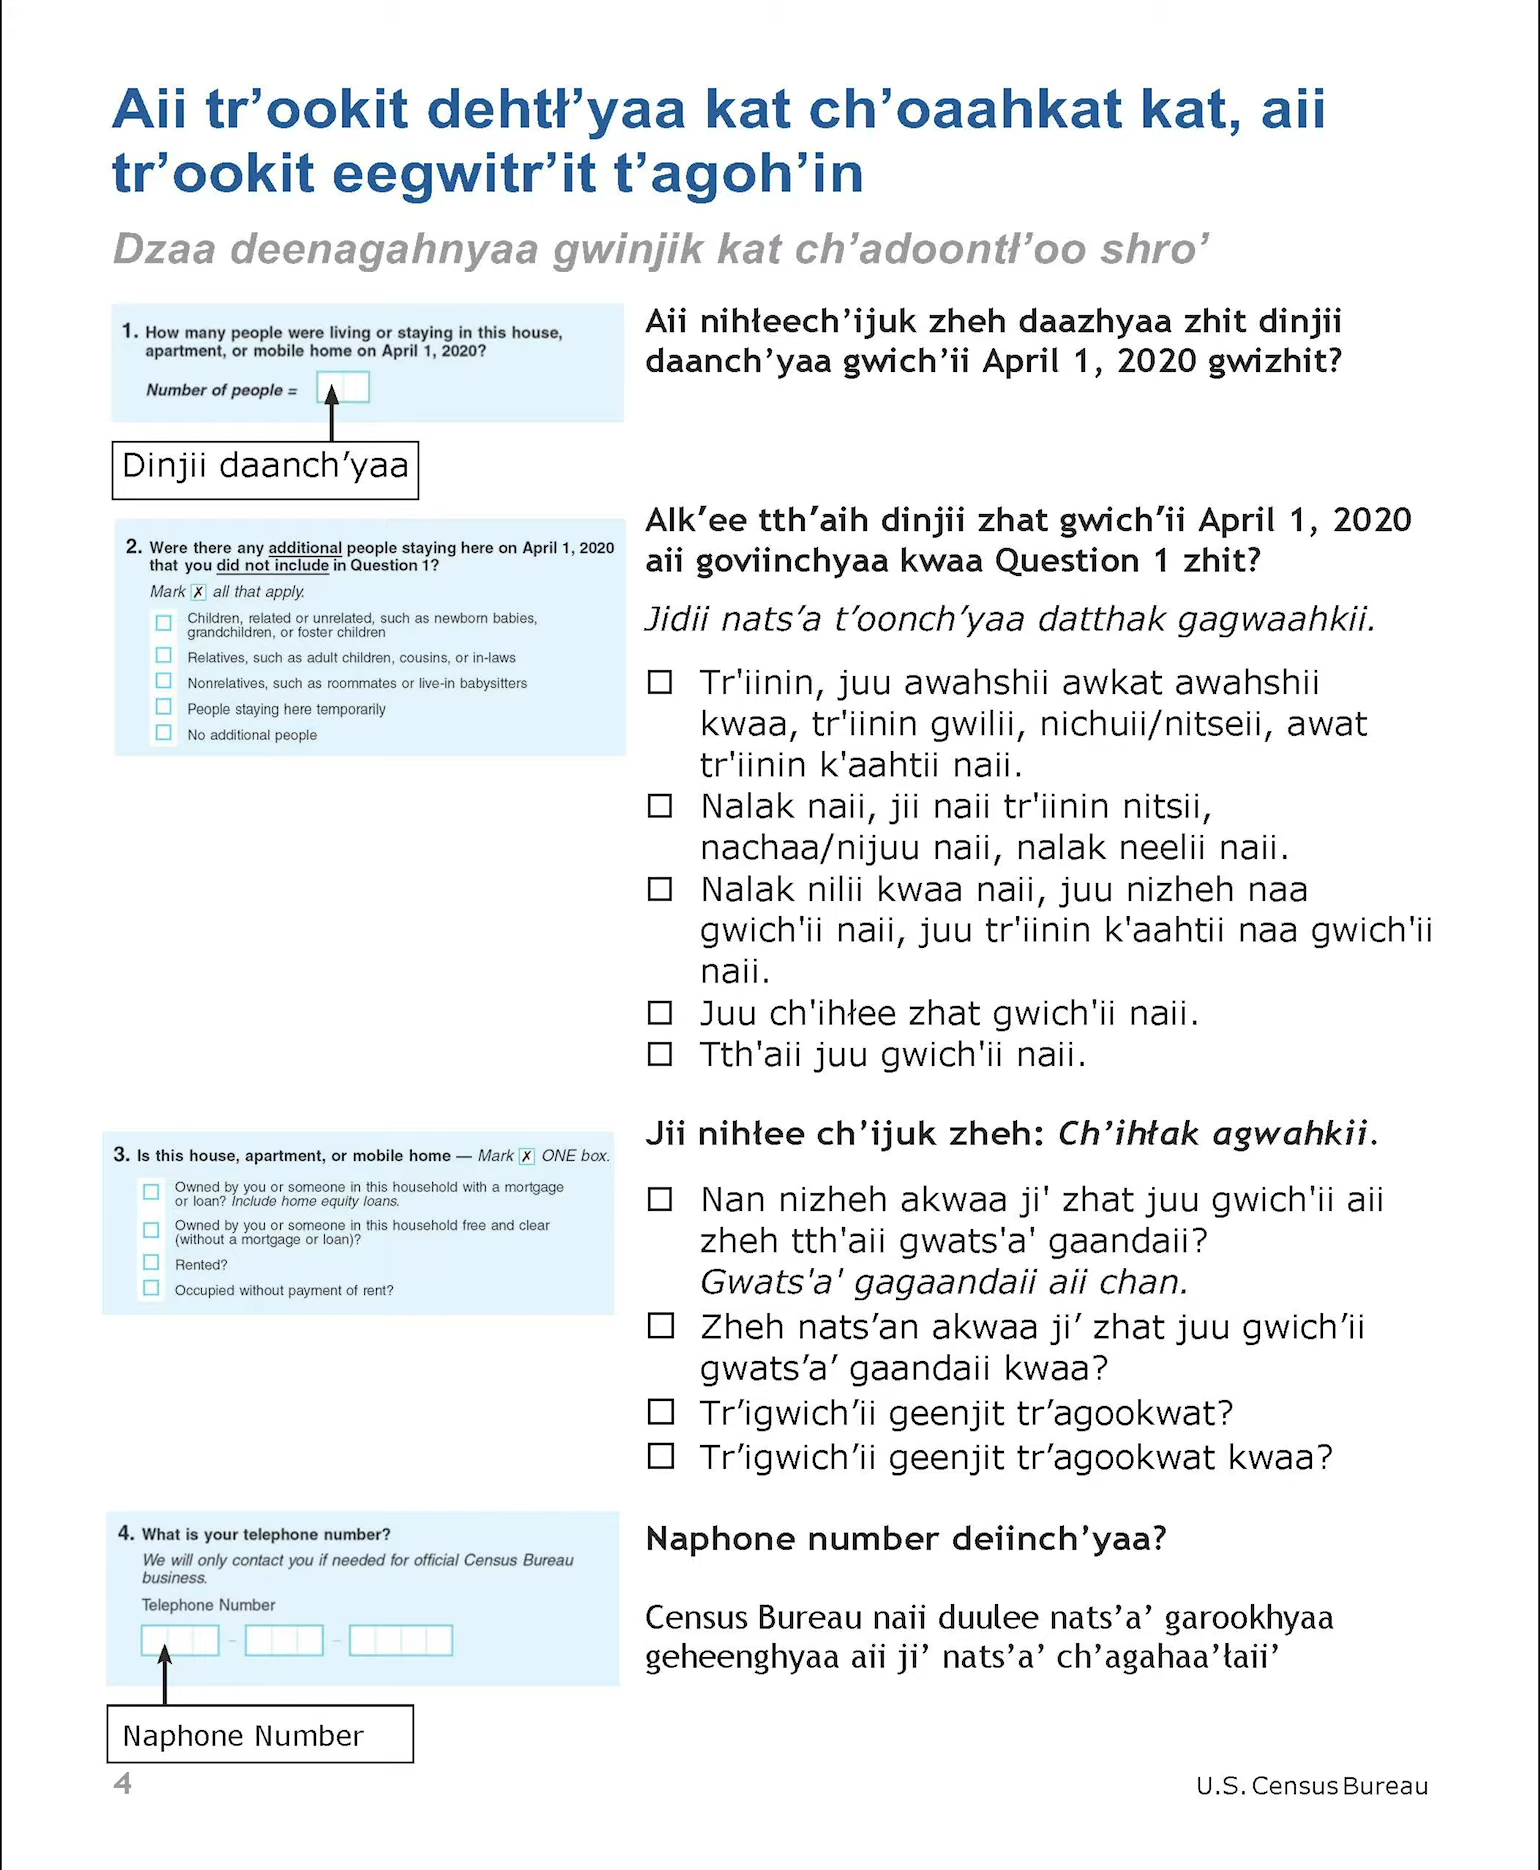 Aii tr’ookit dehtł’yaa kat ch’oaahkat kat, aii
tr’ookit eegwitr’it t’agoh’in
Dzaa deenagahnyaa gwinjik kat ch’adoontł’oo shro’
1. How many people were living or staying in this house,
apartment, or mobile home on April 1, 2020?
Number of people =
Dinjii daanch’yaa
Aii nihłeech’ijuk zheh daazhyaa zhit dinjii
daanch’yaa gwich’ii April 1, 2020 gwizhit?
2. Were there any additional people staying here on April 1, 2020
that you did not include in Question 1?
Mark ✗ all that apply.
Children, related or unrelated, such as newborn babies,
grandchildren, or foster children
Relatives, such as adult children, cousins, or in-laws
Nonrelatives, such as roommates or live-in babysitters
People staying here temporarily
No additional people
Alk’ee tth’aih dinjii zhat gwich’ii April 1, 2020
aii goviinchyaa kwaa Question 1 zhit?
Jidii nats’a t’oonch’yaa datthak gagwaahkii.
☐ Tr'iinin, juu awahshii awkat awahshii
kwaa, tr'iinin gwilii, nichuii/nitseii, awat
tr'iinin k'aahtii naii.
☐ Nalak naii, jii naii tr'iinin nitsii,
nachaa/nijuu naii, nalak neelii naii.
☐ Nalak nilii kwaa naii, juu nizheh naa
gwich'ii naii, juu tr'iinin k'aahtii naa gwich'ii
naii.
☐ Juu ch'ihłee zhat gwich'ii naii.
☐ Tth'aii juu gwich'ii naii.
3. Is this house, apartment, or mobile home — Mark ✗ ONE box.
Owned by you or someone in this household with a mortgage
or loan? Include home equity loans.
Owned by you or someone in this household free and clear
(without a mortgage or loan)?
Rented?
Occupied without payment of rent?
Jii nihłee ch’ijuk zheh: Ch’ihłak agwahkii.
☐ Nan nizheh akwaa ji' zhat juu gwich'ii aii
zheh tth'aii gwats'a' gaandaii?
Gwats'a' gagaandaii aii chan.
☐ Zheh nats’an akwaa ji’ zhat juu gwich’ii
gwats’a’ gaandaii kwaa?
☐ Tr’igwich’ii geenjit tr’agookwat?
☐ Tr’igwich’ii geenjit tr’agookwat kwaa?
4. What is your telephone number?
We will only contact you if needed for official Census Bureau
business.
Telephone Number
Naphone Number
Naphone number deiinch’yaa?
Census Bureau naii duulee nats’a’ garookhyaa
geheenghyaa aii ji’ nats’a’ ch’agahaa’łaii’
4
U.S. Census Bureau